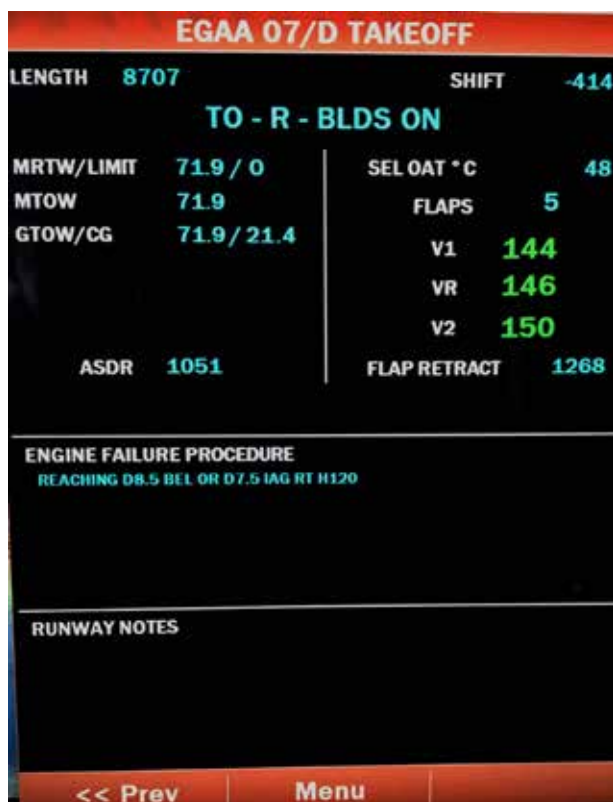 EGAA 07/D TAKEOFF
LENGTH 8707 SHIFT -414
TO - R - BLDS ON
MRTW/LIMIT 71.9 / 0
MTOW 71.9
GTOW/CG 71.9 / 21.4
ASDR 1051
SEL OAT °C 48
FLAPS 5
V1 144
VR 146
V2 150
FLAP RETRACT 1268
ENGINE FAILURE PROCEDURE
REACHING D8.5 BEL OR D7.5 IAG RT H120
RUNWAY NOTES
<< Prev Menu